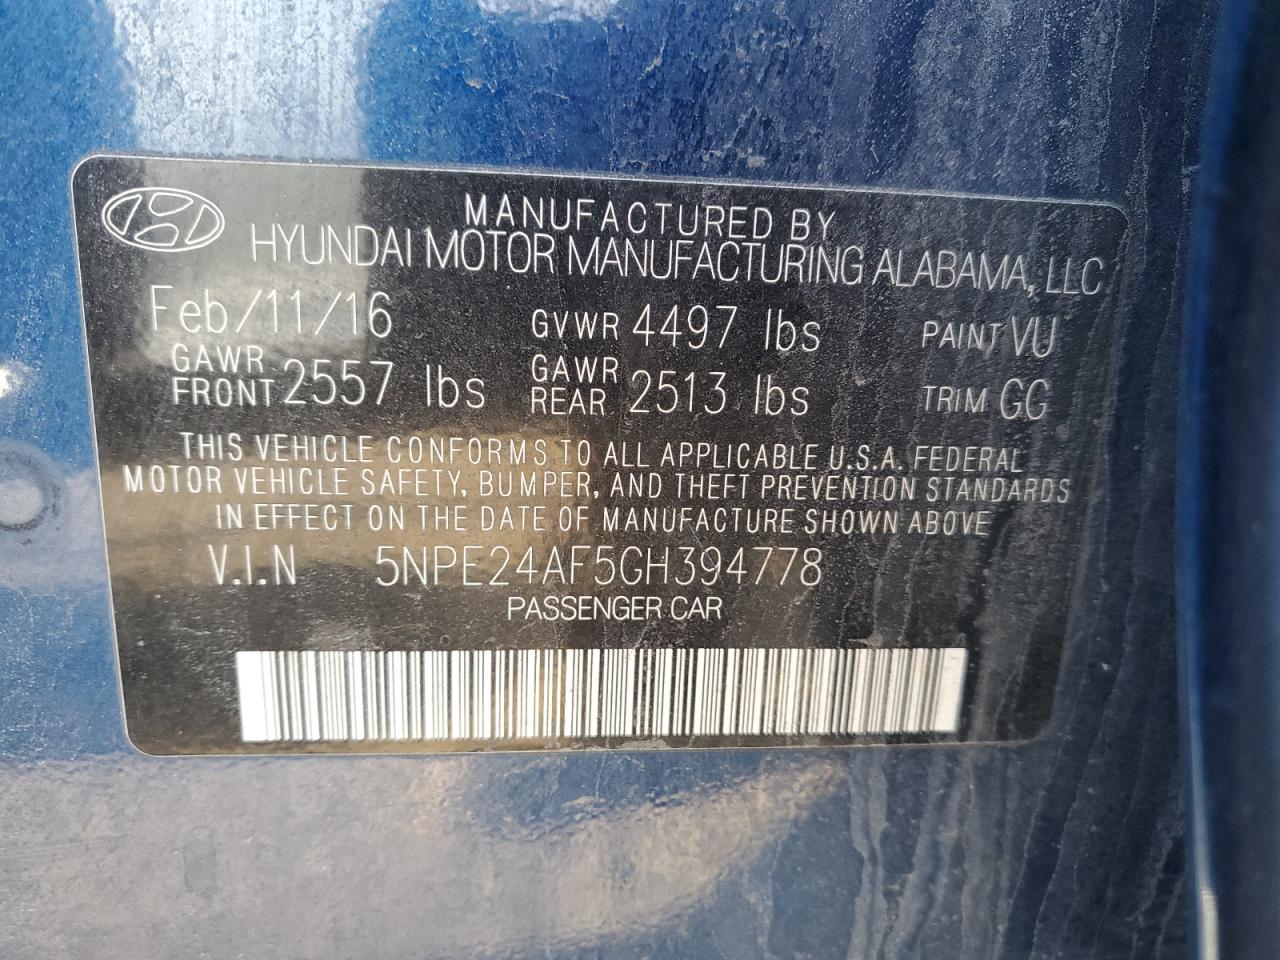 MANUFACTURED BY
HYUNDAI MOTOR MANUFACTURING ALABAMA, LLC
Feb/11/16 GVWR 4497 lbs PAINT VU
GAWR FRONT 2557 lbs GAWR REAR 2513 lbs TRIM GG
THIS VEHICLE CONFORMS TO ALL APPLICABLE U.S.A. FEDERAL
MOTOR VEHICLE SAFETY, BUMPER, AND THEFT PREVENTION STANDARDS
IN EFFECT ON THE DATE OF MANUFACTURE SHOWN ABOVE
V.I.N 5NPE24AF5GH394778
PASSENGER CAR